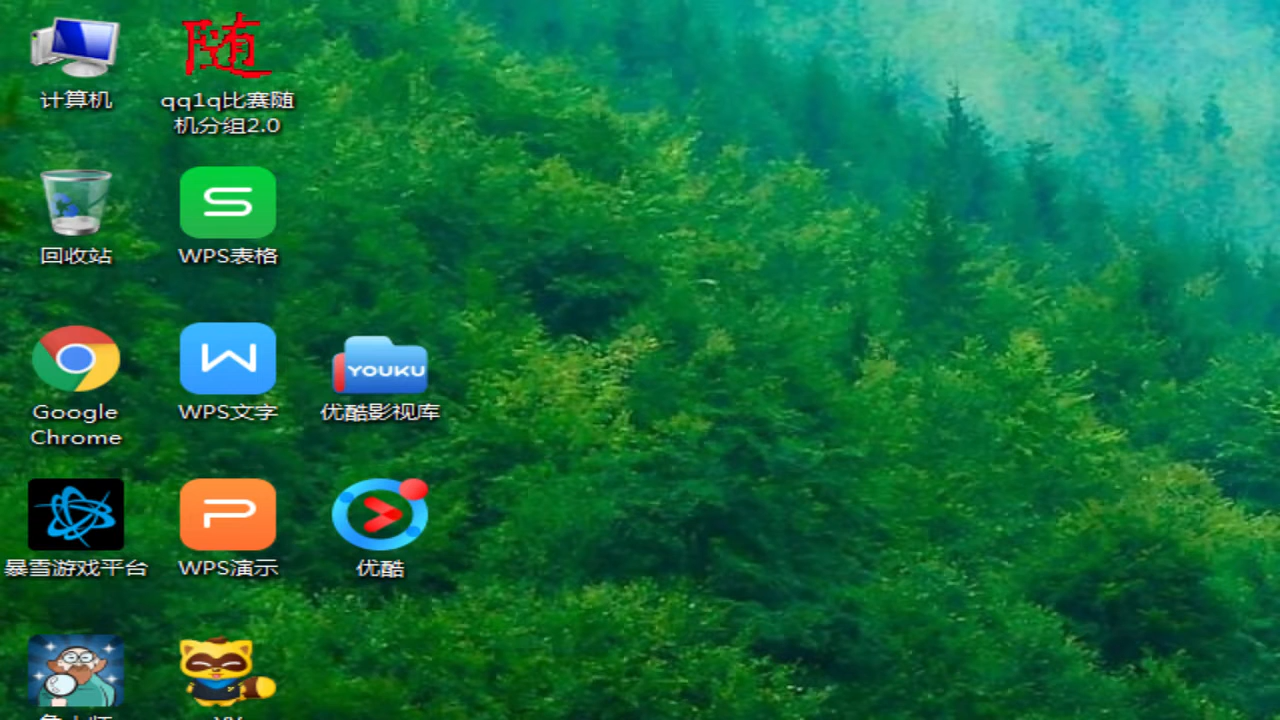 随
计算机
qq1q比赛随
机分组2.0
回收站
S
WPS表格
Google
Chrome
W
WPS文字
YOUKU
优酷影视库
暴雪游戏平台
P
WPS演示
优酷